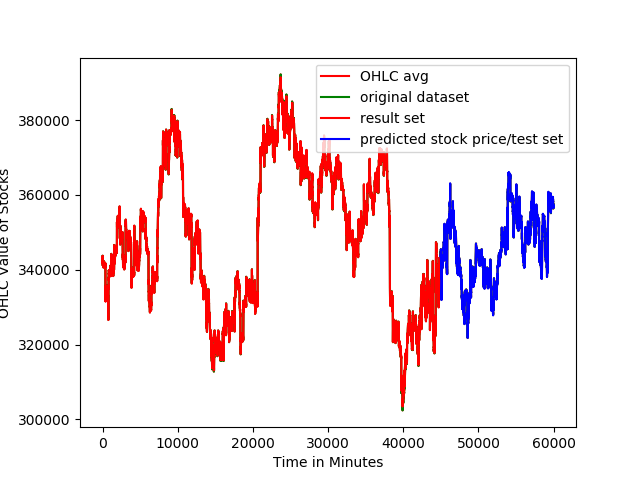 OHLC avg
original dataset
result set
predicted stock price/test set
380000
360000
340000
320000
300000
OHLC Value of Stocks
0
10000
20000
30000
40000
50000
60000
Time in Minutes